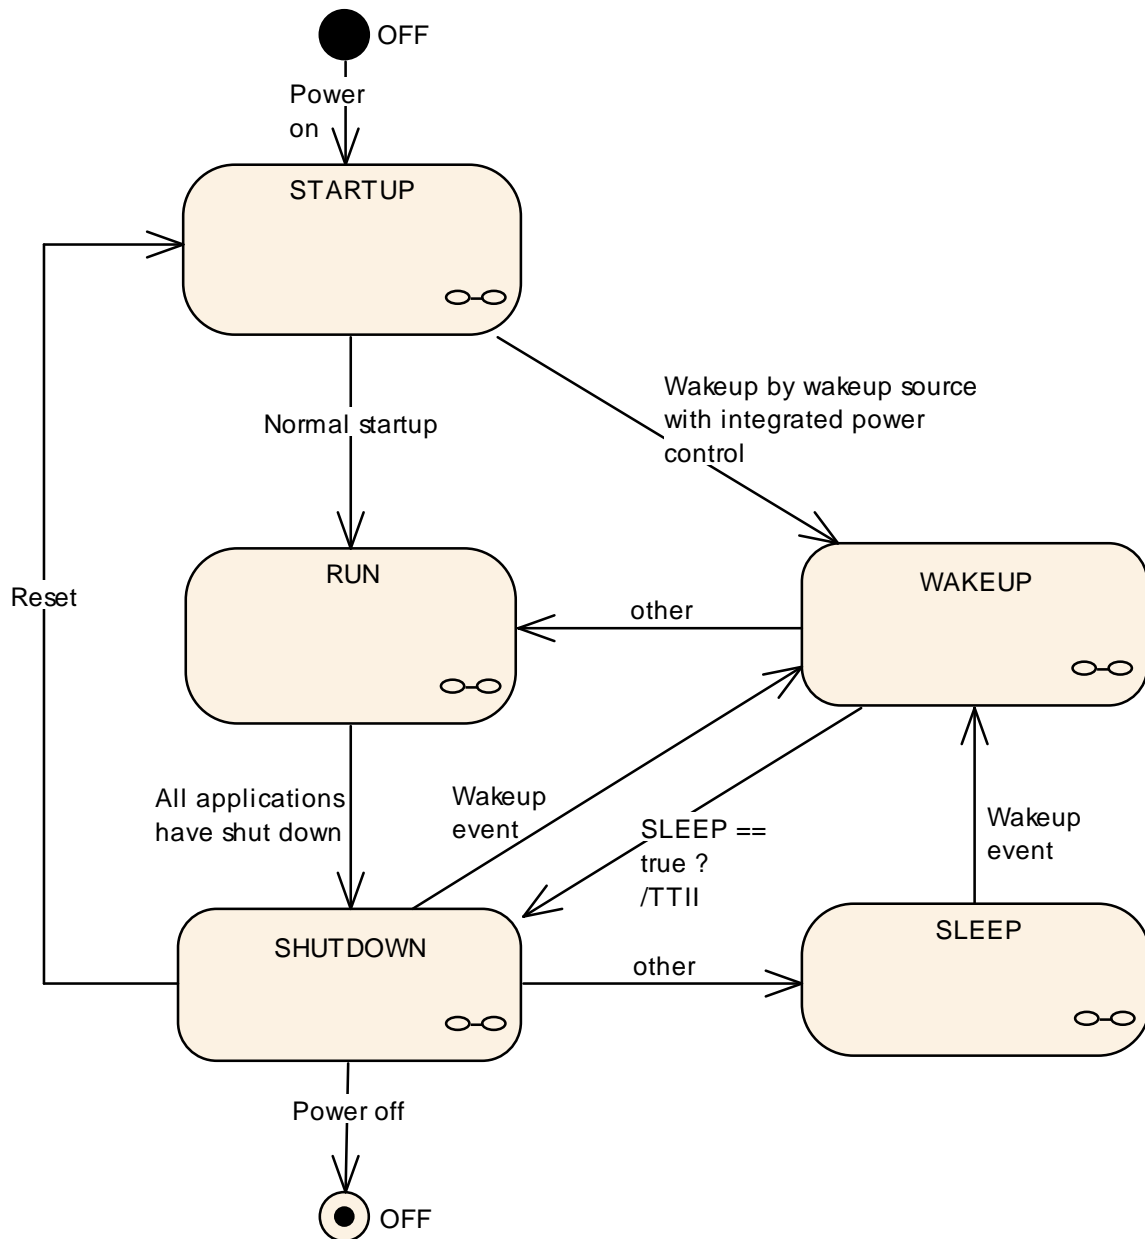 OFF
Power
on
STARTUP
Wakeup by wakeup source
with integrated power
control
Normal startup
Reset
RUN
WAKEUP
other
All applications
have shut down
Wakeup
event
SLEEP ==
true ?
/TTII
Wakeup
event
SHUTDOWN
SLEEP
other
Power off
OFF